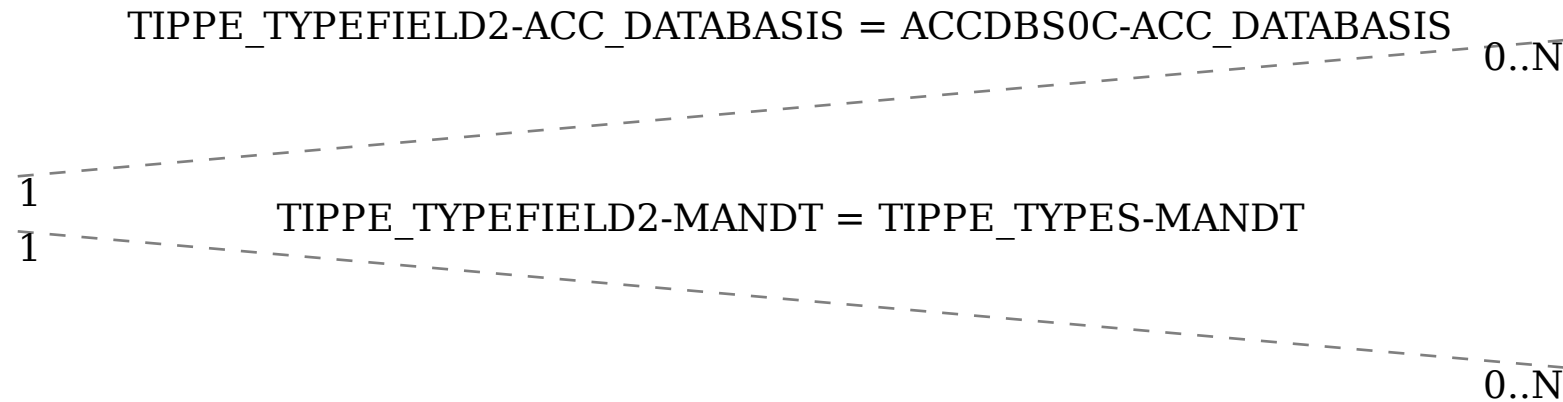 TIPPE_TYPEFIELD2-ACC_DATABASIS = ACCDBS0C-ACC_DATABASIS
0..N
1
TIPPE_TYPEFIELD2-MANDT = TIPPE_TYPES-MANDT
1
0..N